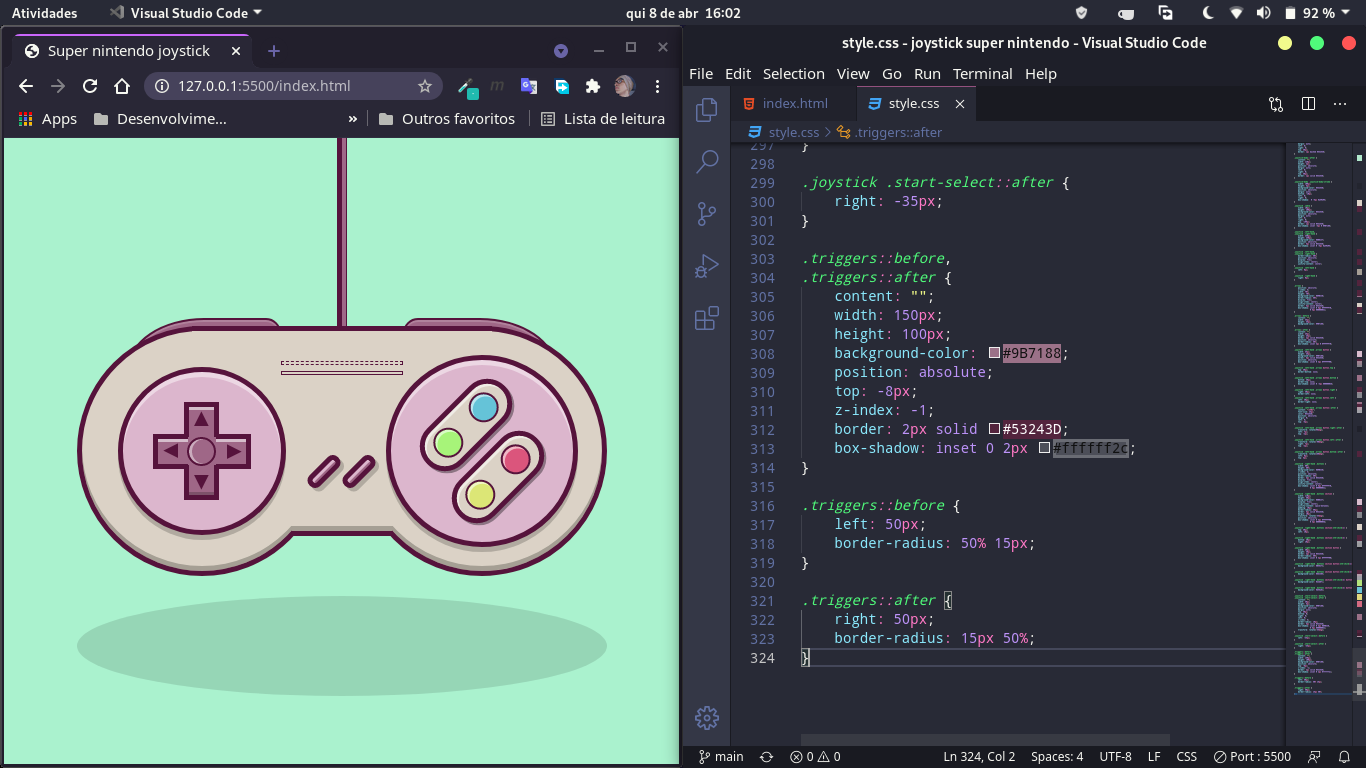 Atividades
Visual Studio Code
qui 8 de abr 16:02
92 %
Super nintendo joystick
127.0.0.1:5500/index.html
Apps
Desenvolvime...
»
Outros favoritos
Lista de leitura
style.css - joystick super nintendo - Visual Studio Code
File Edit Selection View Go Run Terminal Help
index.html
style.css
style.css > .triggers::after
297 }
298
299 .joystick .start-select::after {
300 right: -35px;
301 }
302
303 .triggers::before,
304 .triggers::after {
305 content: "";
306 width: 150px;
307 height: 100px;
308 background-color: #9B7188;
309 position: absolute;
310 top: -8px;
311 z-index: -1;
312 border: 2px solid #53243D;
313 box-shadow: inset 0 2px #ffffff2c;
314 }
315
316 .triggers::before {
317 left: 50px;
318 border-radius: 50% 15px;
319 }
320
321 .triggers::after {
322 right: 50px;
323 border-radius: 15px 50%;
324 }
main
0 0
Ln 324, Col 2
Spaces: 4
UTF-8
LF
CSS
Port : 5500